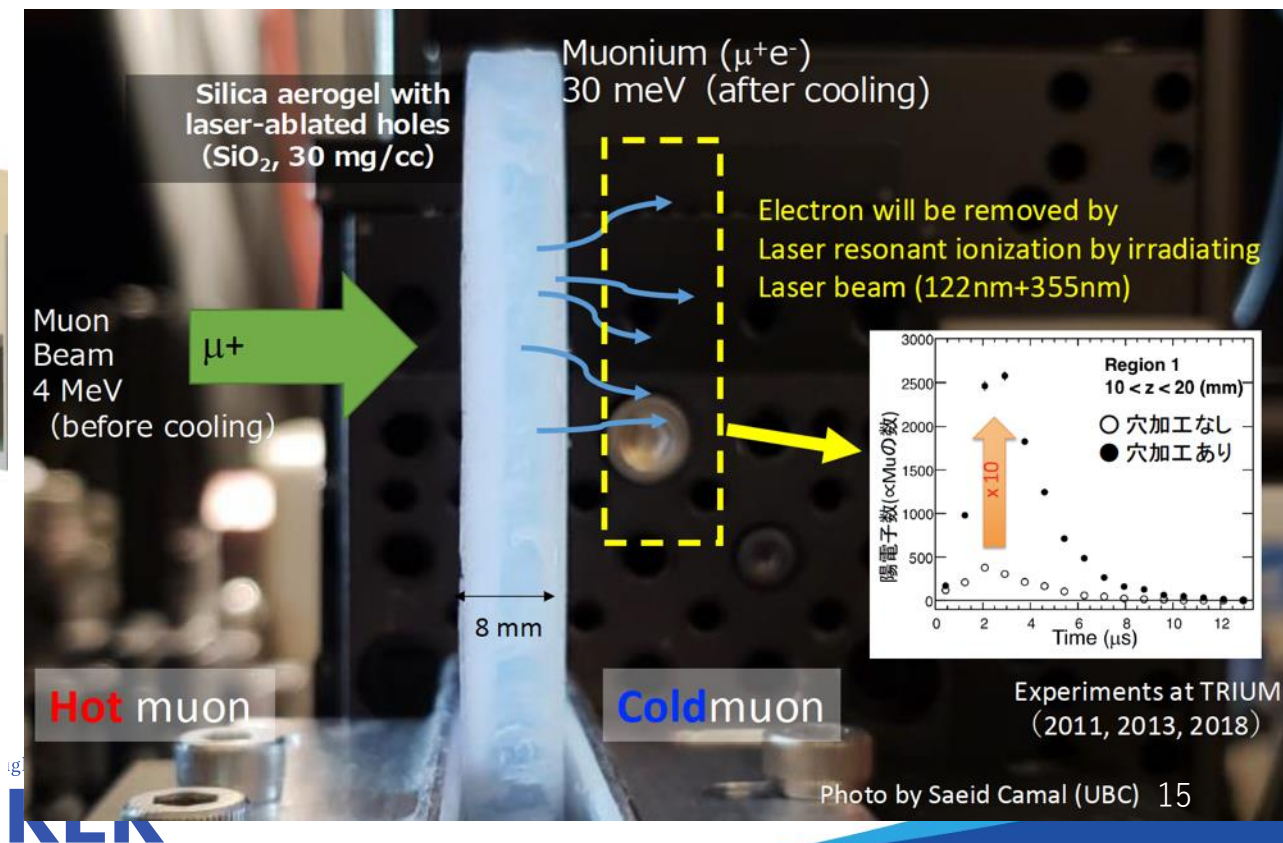 Silica aerogel with
laser-ablated holes
(SiO₂, 30 mg/cc)
Muonium (μ⁺e⁻)
30 meV (after cooling)
Electron will be removed by
Laser resonant ionization by irradiating
Laser beam (122nm+355nm)
Muon
Beam
4 MeV
(before cooling)
μ+
8 mm
Hot muon
Coldmuon
陽電子数(∝Muの数)
3000
2500
2000
1500
1000
500
0
Region 1
10 < z < 20 (mm)
○ 穴加工なし
● 穴加工あり
x 10
0 2 4 6 8 10 12
Time (μs)
Experiments at TRIUM
（2011, 2013, 2018）
Photo by Saeid Camal (UBC) 15